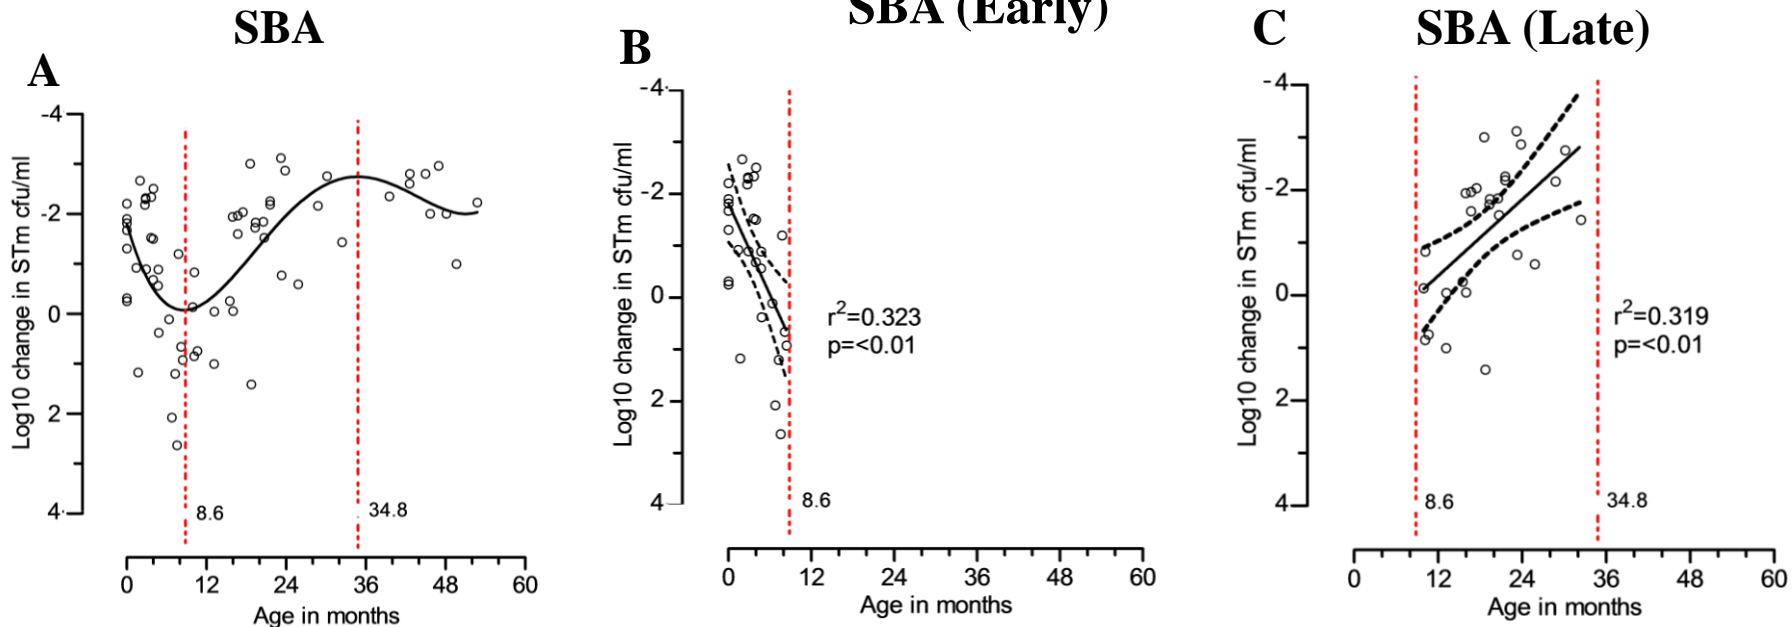 SBA
A
Log10 change in STm cfu/ml
-4
-2
0
2
4
8.6
34.8
0 12 24 36 48 60
Age in months
SBA (Early)
B
Log10 change in STm cfu/ml
-4
-2
0
2
4
r²=0.323
p=<0.01
8.6
0 12 24 36 48 60
Age in months
C
SBA (Late)
Log10 change in STm cfu/ml
-4
-2
0
2
4
r²=0.319
p=<0.01
8.6
34.8
0 12 24 36 48 60
Age in months